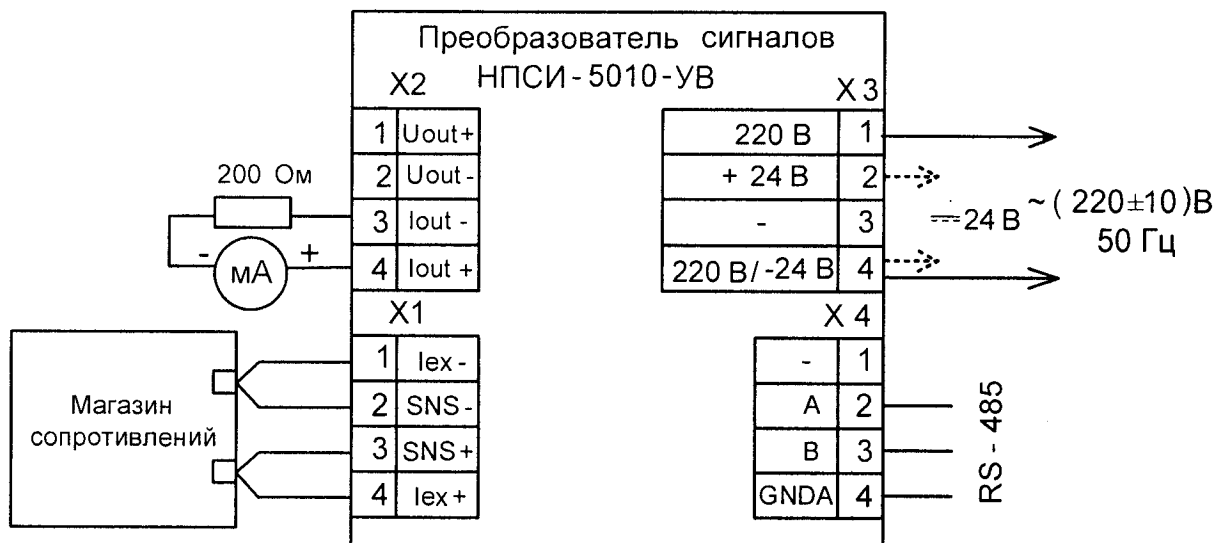 Преобразователь сигналов
НПСИ-5010-УВ
X2
1 Uout+
2 Uout-
3 Iout -
4 Iout +
200 Ом
- +
мА
X1
1 Iex -
2 SNS -
3 SNS+
4 Iex+
Магазин
сопротивлений
X 3
220 В 1
+ 24 В 2
- 3
220 В/-24 В 4
24 В
~( 220±10)В
50 Гц
X 4
- 1
A 2
B 3
GNDA 4
RS - 485